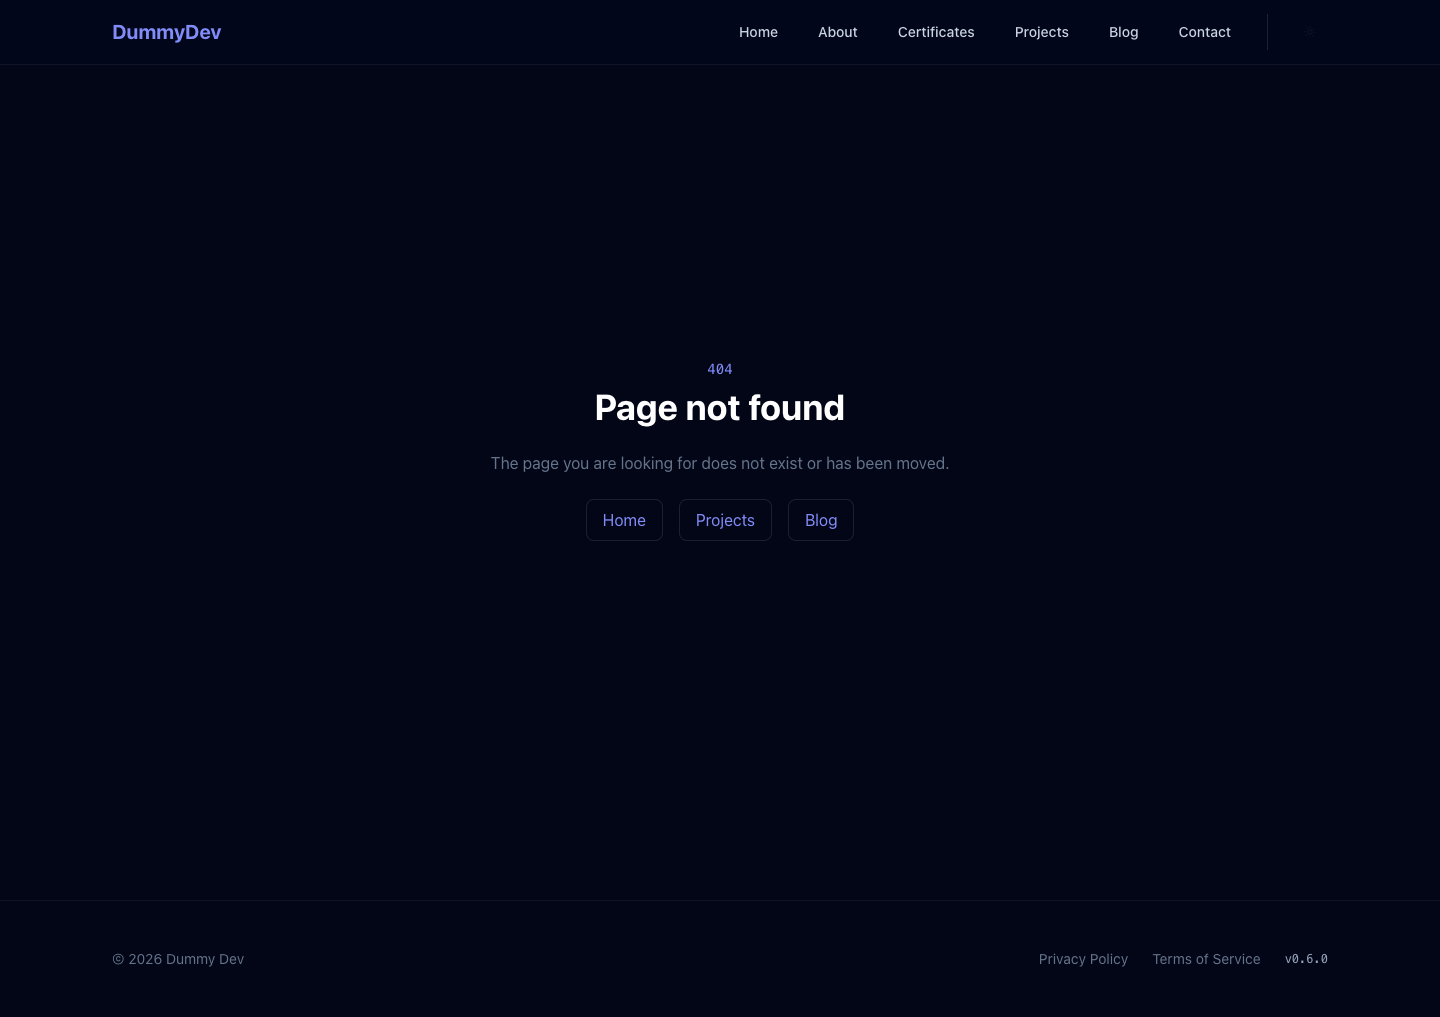 DummyDev
Home About Certificates Projects Blog Contact
404
Page not found
The page you are looking for does not exist or has been moved.
Home Projects Blog
© 2026 Dummy Dev
Privacy Policy Terms of Service v0.6.0